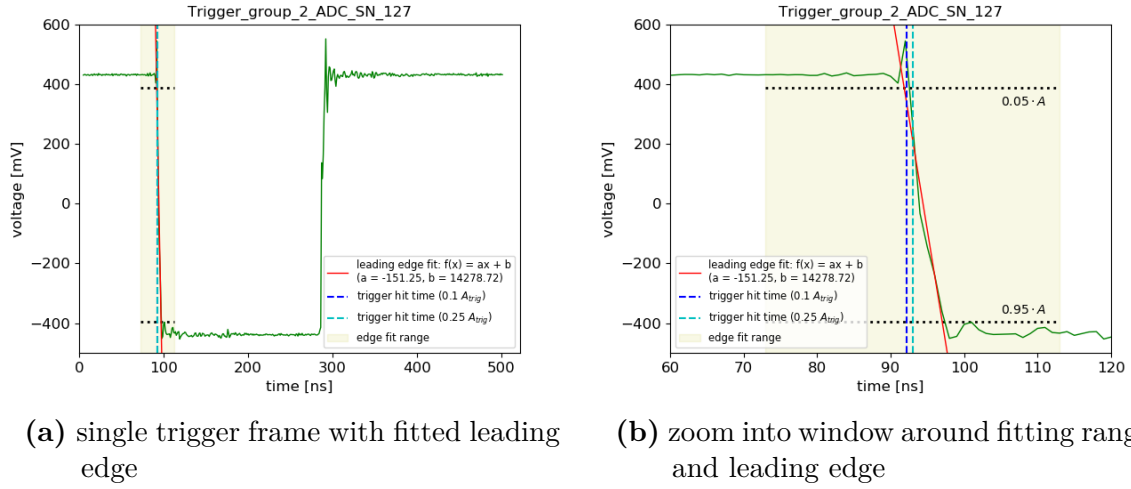 Trigger_group_2_ADC_SN_127
600
400
200
0
−200
−400
voltage [mV]
0
100
200
300
400
500
time [ns]
leading edge fit: f(x) = ax + b
(a = -151.25, b = 14278.72)
trigger hit time (0.1 A_trig)
trigger hit time (0.25 A_trig)
edge fit range
Trigger_group_2_ADC_SN_127
600
400
200
0
−200
−400
voltage [mV]
0.05 · A
0.95 · A
60
70
80
90
100
110
120
time [ns]
leading edge fit: f(x) = ax + b
(a = -151.25, b = 14278.72)
trigger hit time (0.1 A_trig)
trigger hit time (0.25 A_trig)
edge fit range
(a) single trigger frame with fitted leading
edge
(b) zoom into window around fitting rang
and leading edge